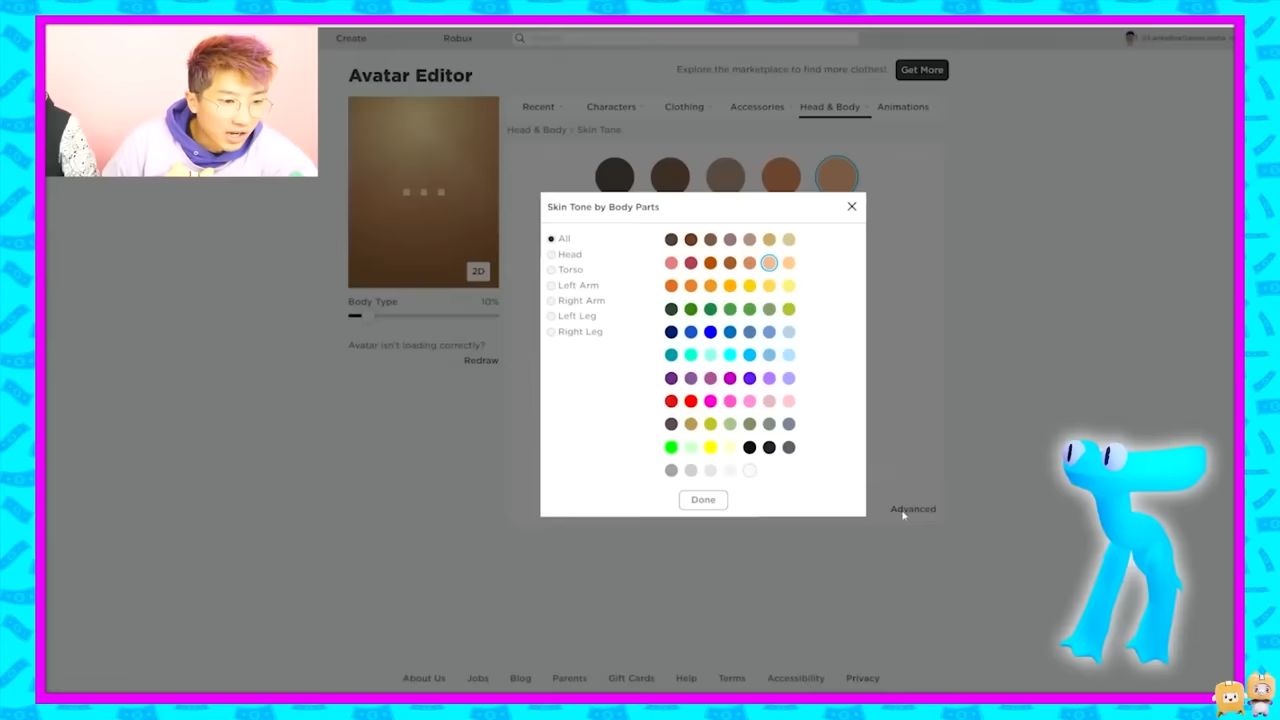 Create
Robux
Avatar Editor
Explore the marketplace to find more clothes!
Get More
Recent
Characters
Clothing
Accessories
Head & Body
Animations
Head & Body > Skin Tone
Skin Tone by Body Parts
All
Head
Torso
Left Arm
Right Arm
Left Leg
Right Leg
2D
Body Type
10%
Avatar isn't loading correctly?
Redraw
Done
Advanced
About Us
Jobs
Blog
Parents
Gift Cards
Help
Terms
Accessibility
Privacy